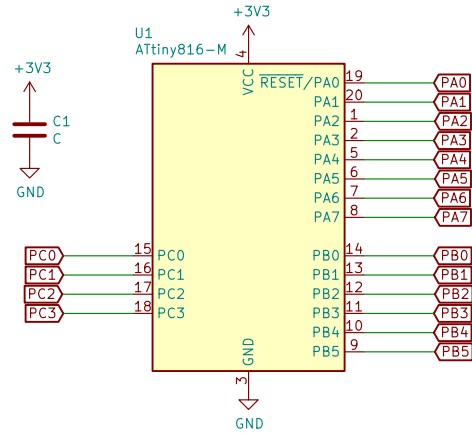 +3V3
U1
ATtiny816-M
4
VCC
+3V3
C1
C
GND
RESET/PA0 19 PA0
PA1 20 PA1
PA2 1 PA2
PA3 2 PA3
PA4 5 PA4
PA5 6 PA5
PA6 7 PA6
PA7 8 PA7
PC0 15 PC0 PB0 14 PB0
PC1 16 PC1 PB1 13 PB1
PC2 17 PC2 PB2 12 PB2
PC3 18 PC3 PB3 11 PB3
PB4 10 PB4
PB5 9 PB5
GND
3
GND